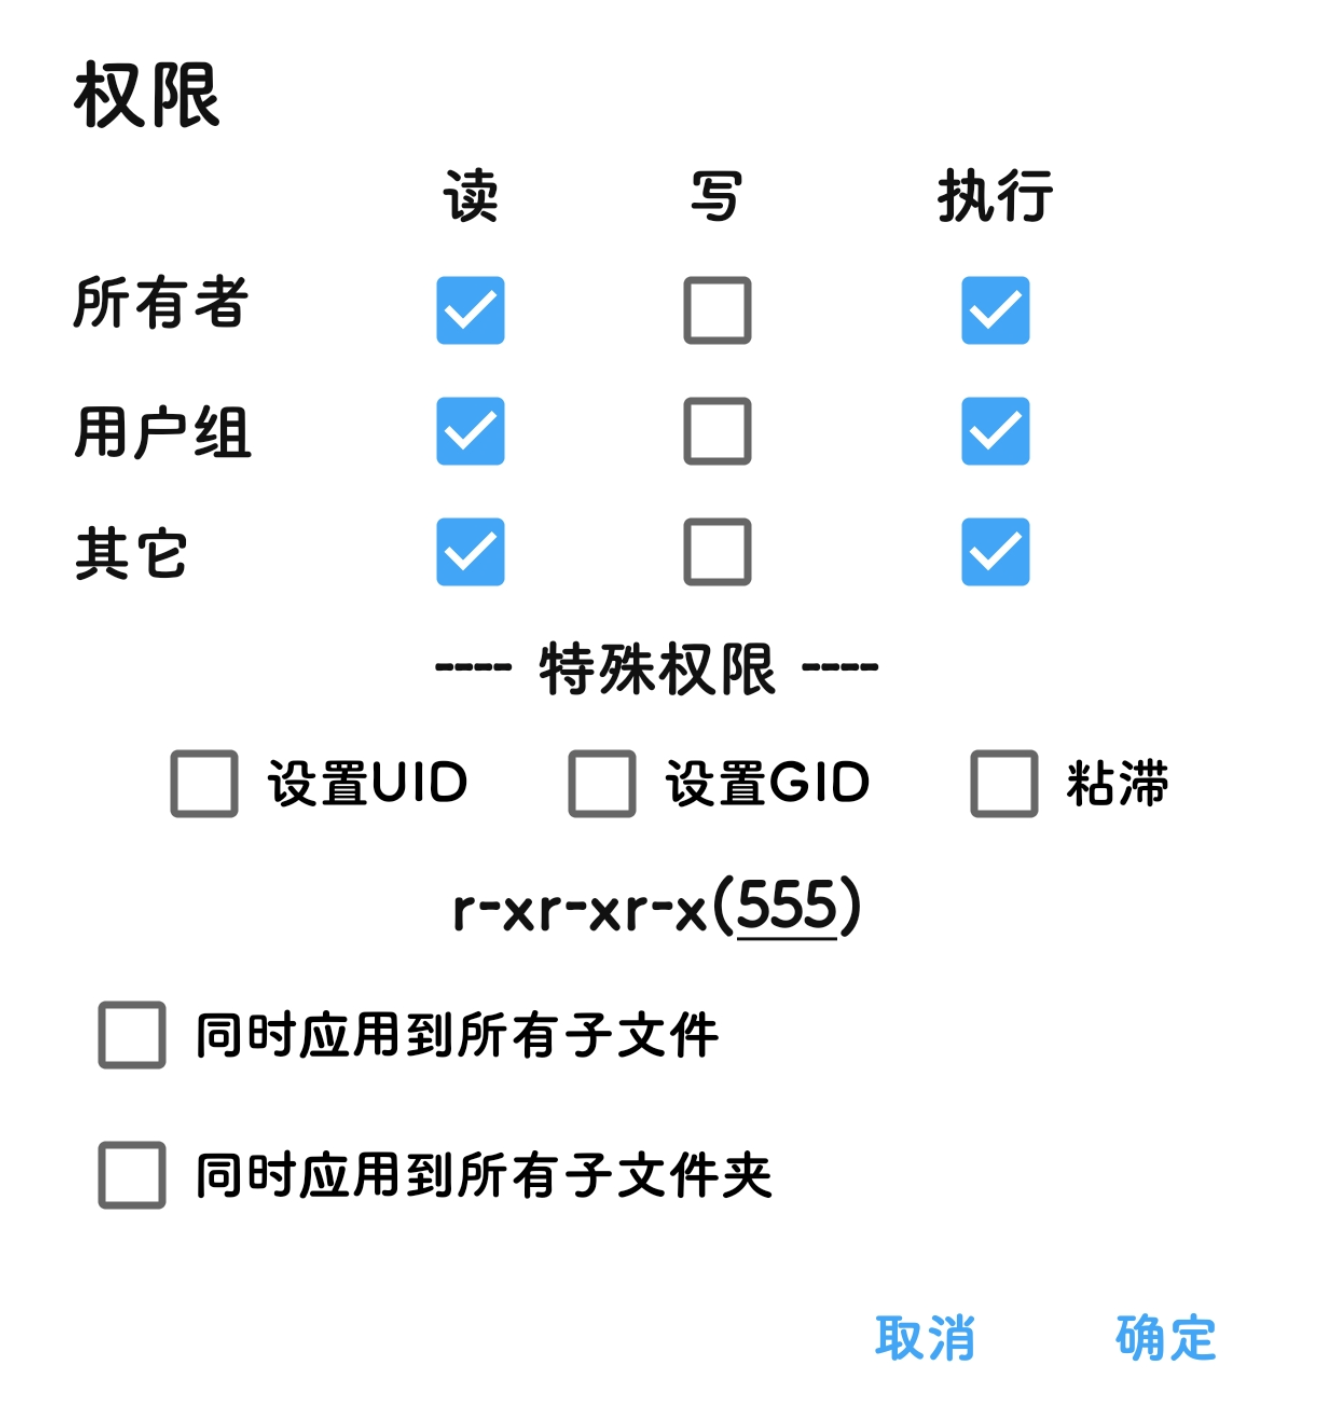 权限
读 写 执行
所有者
用户组
其它
---- 特殊权限 ----
设置UID 设置GID 粘滞
r-xr-xr-x(555)
同时应用到所有子文件
同时应用到所有子文件夹
取消 确定